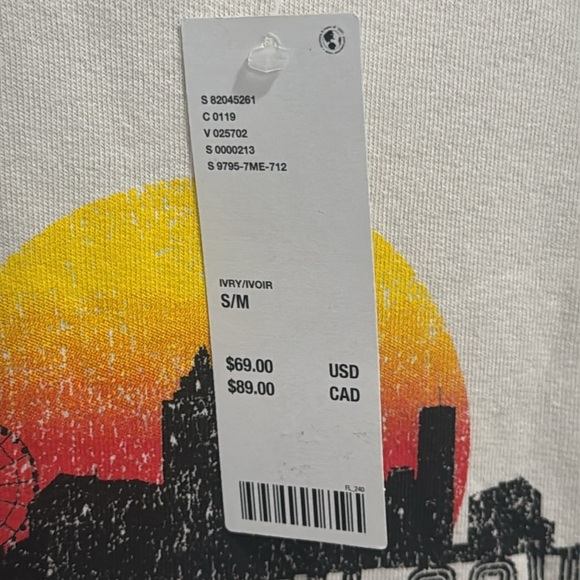 S 82045261
C 0119
V 025702
S 0000213
S 9795-7ME-712
IVRY/IVOIR
S/M
$69.00 USD
$89.00 CAD
FL_240